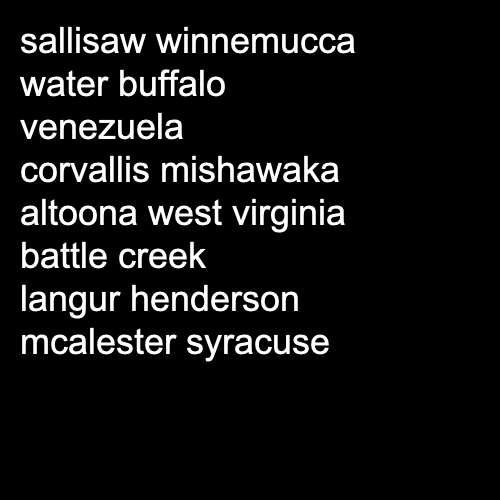 sallisaw winnemucca
water buffalo
venezuela
corvallis mishawaka
altoona west virginia
battle creek
langur henderson
mcalester syracuse